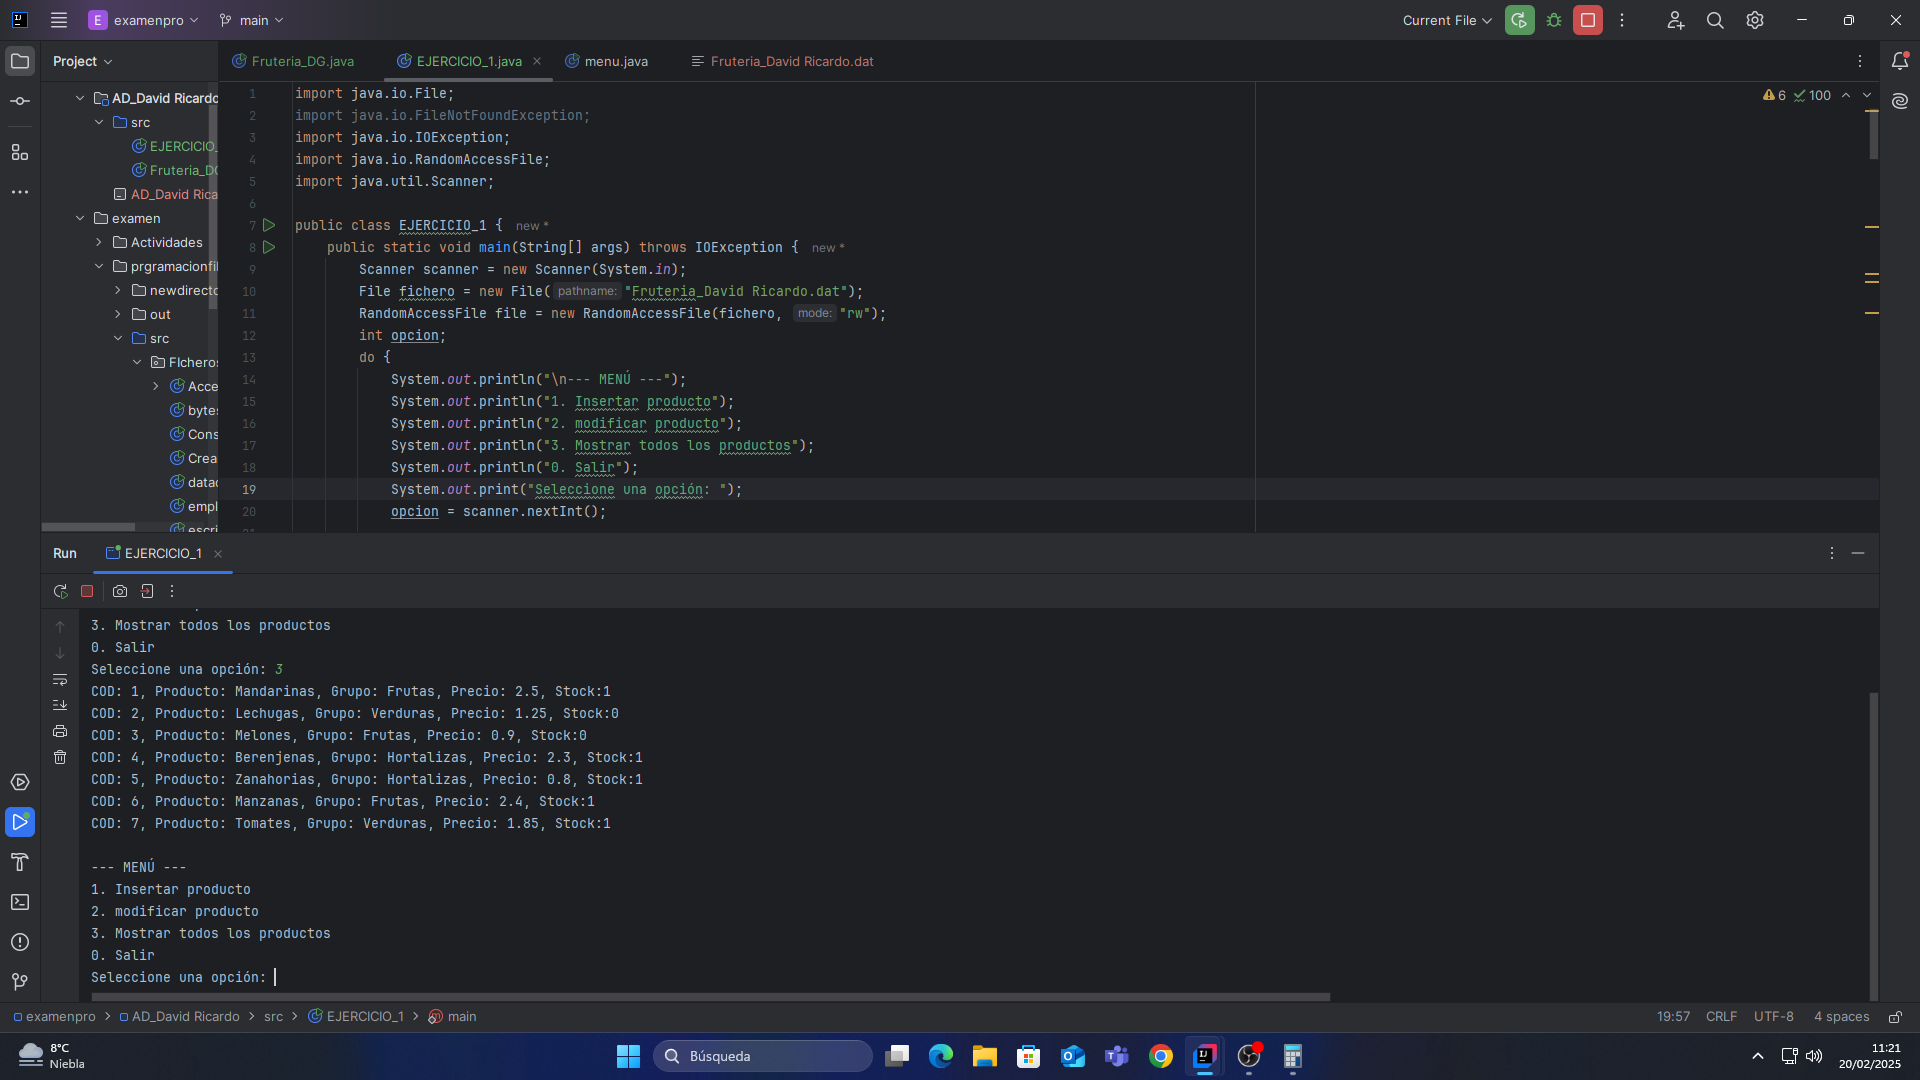 examenpro
main
Current File
Project
Fruteria_DG.java
EJERCICIO_1.java
menu.java
Fruteria_David Ricardo.dat
AD_David Ricardo
src
EJERCICIO_
Fruteria_DG
AD_David Rica
examen
Actividades
prgramacionfi
newdirecto
out
src
FIcheros
Acce
bytes
Cons
Crea
datao
empl
escri
6
100
1 import java.io.File;
2 import java.io.FileNotFoundException;
3 import java.io.IOException;
4 import java.io.RandomAccessFile;
5 import java.util.Scanner;
6
7 public class EJERCICIO_1 { new *
8 public static void main(String[] args) throws IOException { new *
9 Scanner scanner = new Scanner(System.in);
10 File fichero = new File( pathname: "Fruteria_David Ricardo.dat");
11 RandomAccessFile file = new RandomAccessFile(fichero, mode: "rw");
12 int opcion;
13 do {
14 System.out.println("\n--- MENÚ ---");
15 System.out.println("1. Insertar producto");
16 System.out.println("2. modificar producto");
17 System.out.println("3. Mostrar todos los productos");
18 System.out.println("0. Salir");
19 System.out.print("Seleccione una opción: ");
20 opcion = scanner.nextInt();
Run
EJERCICIO_1
3. Mostrar todos los productos
0. Salir
Seleccione una opción: 3
COD: 1, Producto: Mandarinas, Grupo: Frutas, Precio: 2.5, Stock:1
COD: 2, Producto: Lechugas, Grupo: Verduras, Precio: 1.25, Stock:0
COD: 3, Producto: Melones, Grupo: Frutas, Precio: 0.9, Stock:0
COD: 4, Producto: Berenjenas, Grupo: Hortalizas, Precio: 2.3, Stock:1
COD: 5, Producto: Zanahorias, Grupo: Hortalizas, Precio: 0.8, Stock:1
COD: 6, Producto: Manzanas, Grupo: Frutas, Precio: 2.4, Stock:1
COD: 7, Producto: Tomates, Grupo: Verduras, Precio: 1.85, Stock:1
--- MENÚ ---
1. Insertar producto
2. modificar producto
3. Mostrar todos los productos
0. Salir
Seleccione una opción:
examenpro > AD_David Ricardo > src > EJERCICIO_1 > main
19:57 CRLF UTF-8 4 spaces
8°C
Niebla
Búsqueda
11:21
20/02/2025